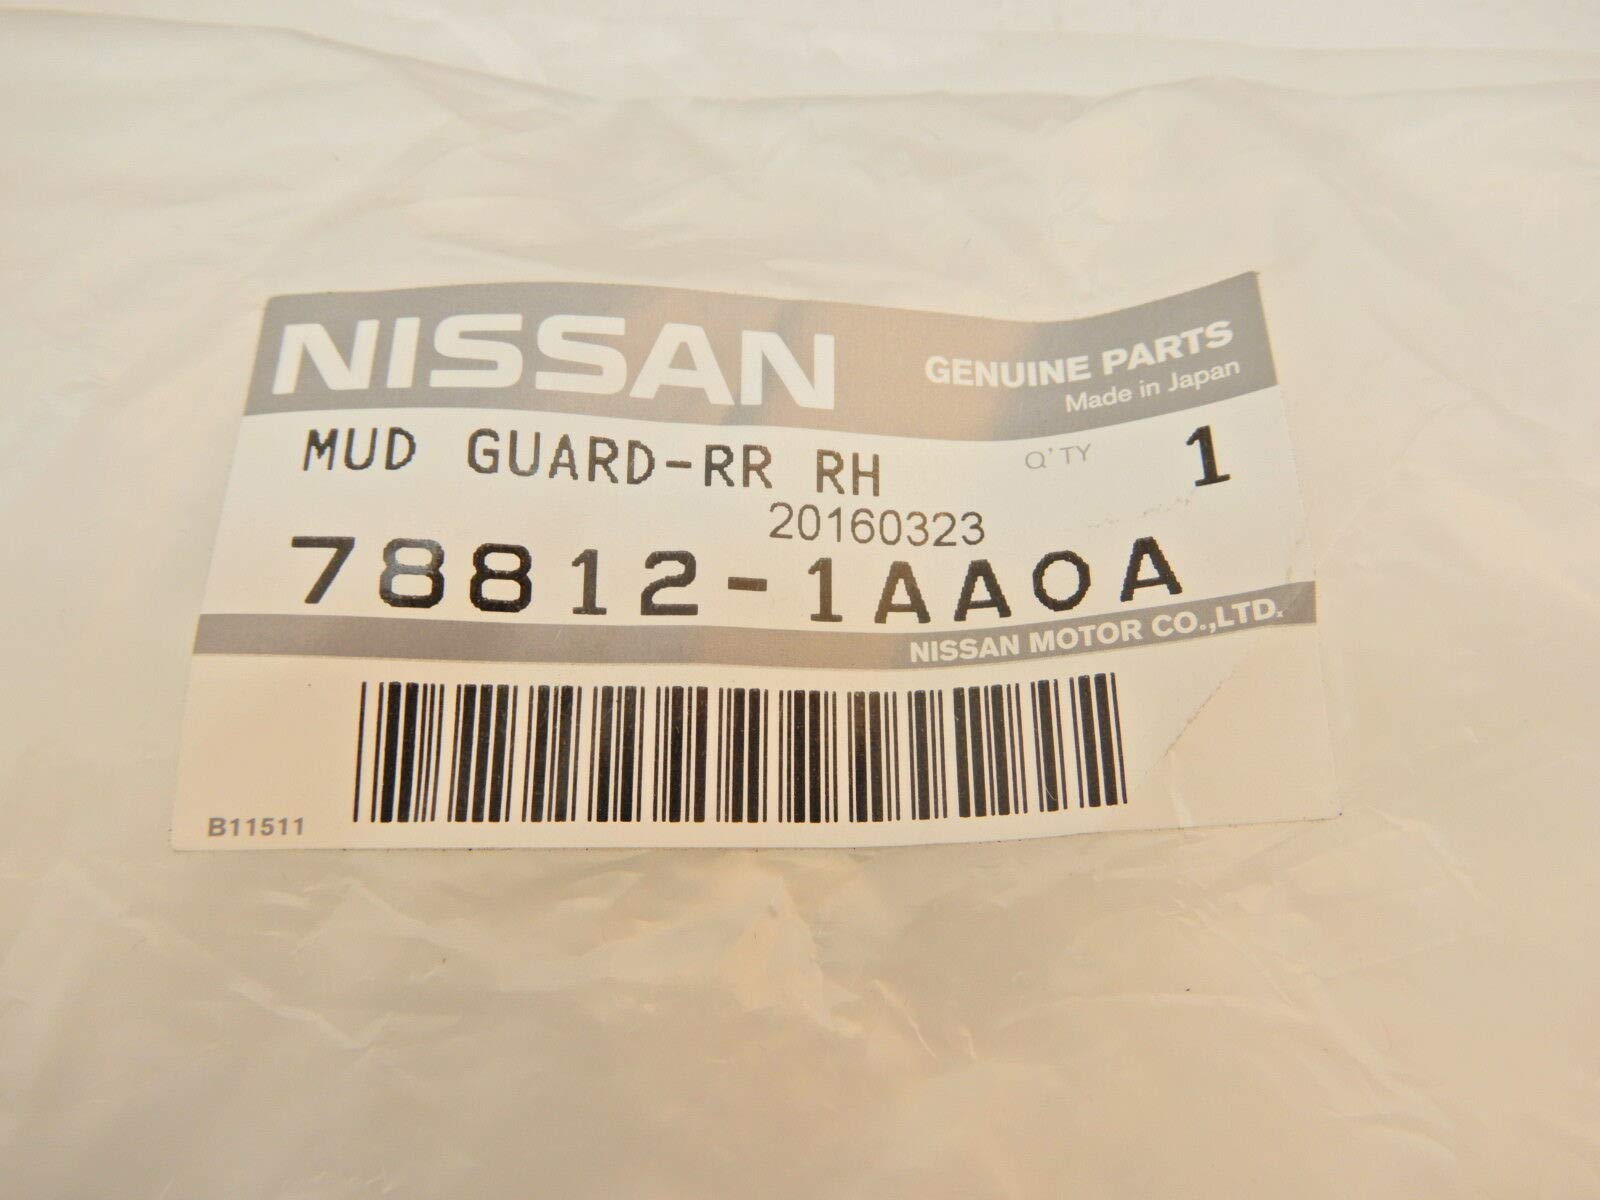 NISSAN
GENUINE PARTS
Made in Japan
MUD GUARD-RR RH
Q'TY 1
20160323
78812-1AA0A
NISSAN MOTOR CO.,LTD.
B11511